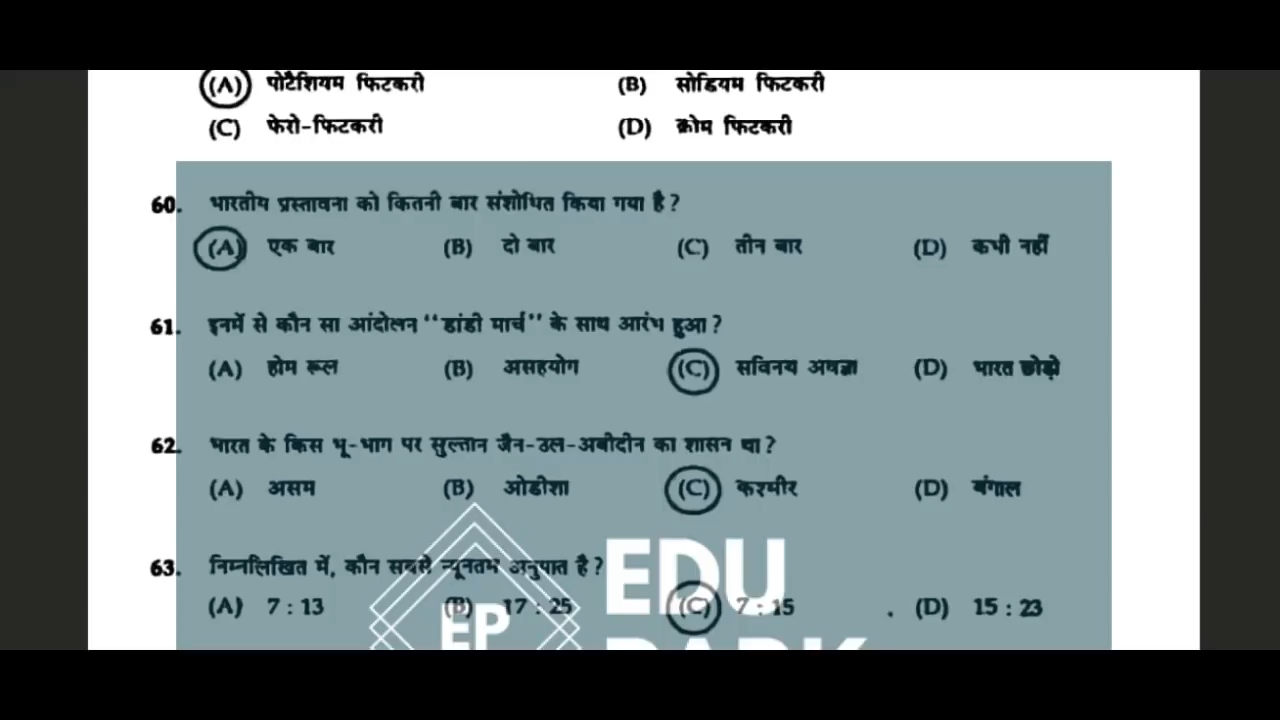 (A) पोटैशियम फिटकरी (B) सोडियम फिटकरी
(C) फेरो-फिटकरी (D) क्रोम फिटकरी
60. भारतीय प्रस्तावना को कितनी बार संशोधित किया गया है ?
(A) एक बार (B) दो बार (C) तीन बार (D) कभी नहीं
61. इनमें से कौन सा आंदोलन “डांडी मार्च” के साथ आरंभ हुआ ?
(A) होम रूल (B) असहयोग (C) सविनय अवज्ञा (D) भारत छोड़ो
62. भारत के किस भू-भाग पर सुल्तान जैन-उल-अबीदीन का शासन था ?
(A) असम (B) ओडीशा (C) कश्मीर (D) बंगाल
63. निम्नलिखित में, कौन सबसे न्यूनतम अनुपात है ?
(A) 7 : 13 (B) 17 : 25 (C) 7 : 15 (D) 15 : 23
EP EDU